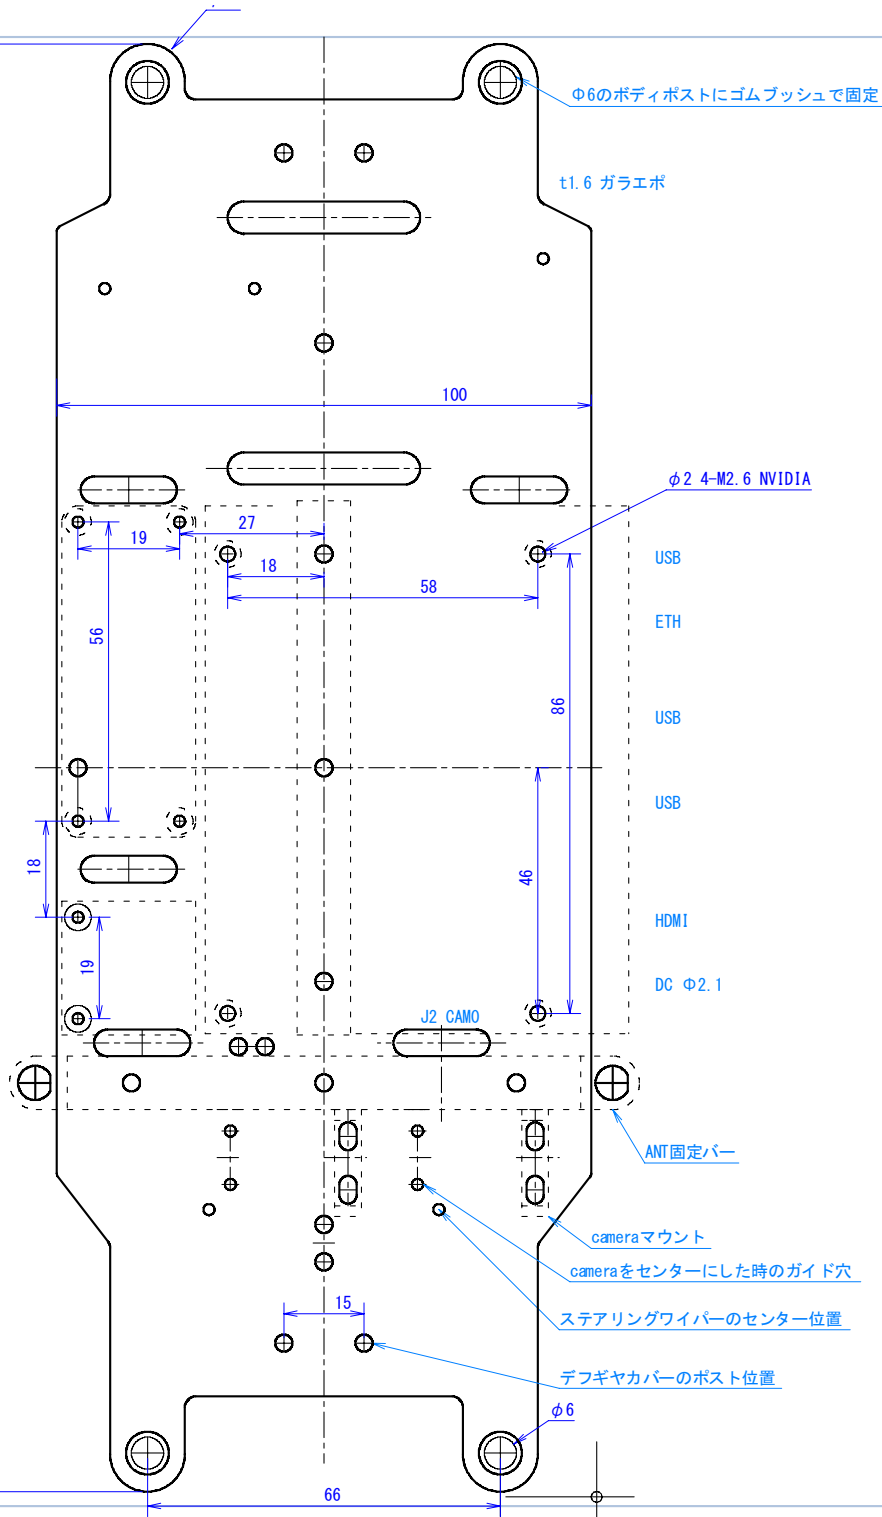 Φ6のボディポストにゴムブッシュで固定
t1.6 ガラエポ
100
φ2 4-M2.6 NVIDIA
27
19
USB
18
58
ETH
56
86
USB
USB
18
46
HDMI
19
DC Φ2.1
J2 CAM0
ANT固定バー
cameraマウント
cameraをセンターにした時のガイド穴
15
ステアリングワイパーのセンター位置
デフギヤカバーのポスト位置
φ6
66